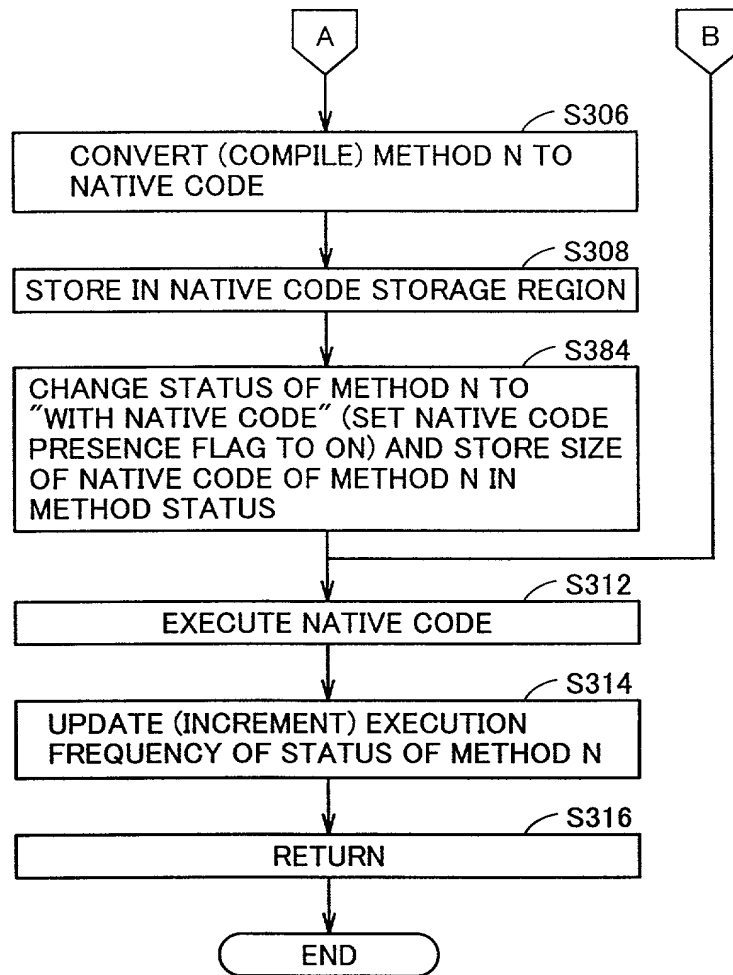 A
B
S306
CONVERT (COMPILE) METHOD N TO
NATIVE CODE
S308
STORE IN NATIVE CODE STORAGE REGION
S384
CHANGE STATUS OF METHOD N TO
"WITH NATIVE CODE" (SET NATIVE CODE
PRESENCE FLAG TO ON) AND STORE SIZE
OF NATIVE CODE OF METHOD N IN
METHOD STATUS
S312
EXECUTE NATIVE CODE
S314
UPDATE (INCREMENT) EXECUTION
FREQUENCY OF STATUS OF METHOD N
S316
RETURN
END